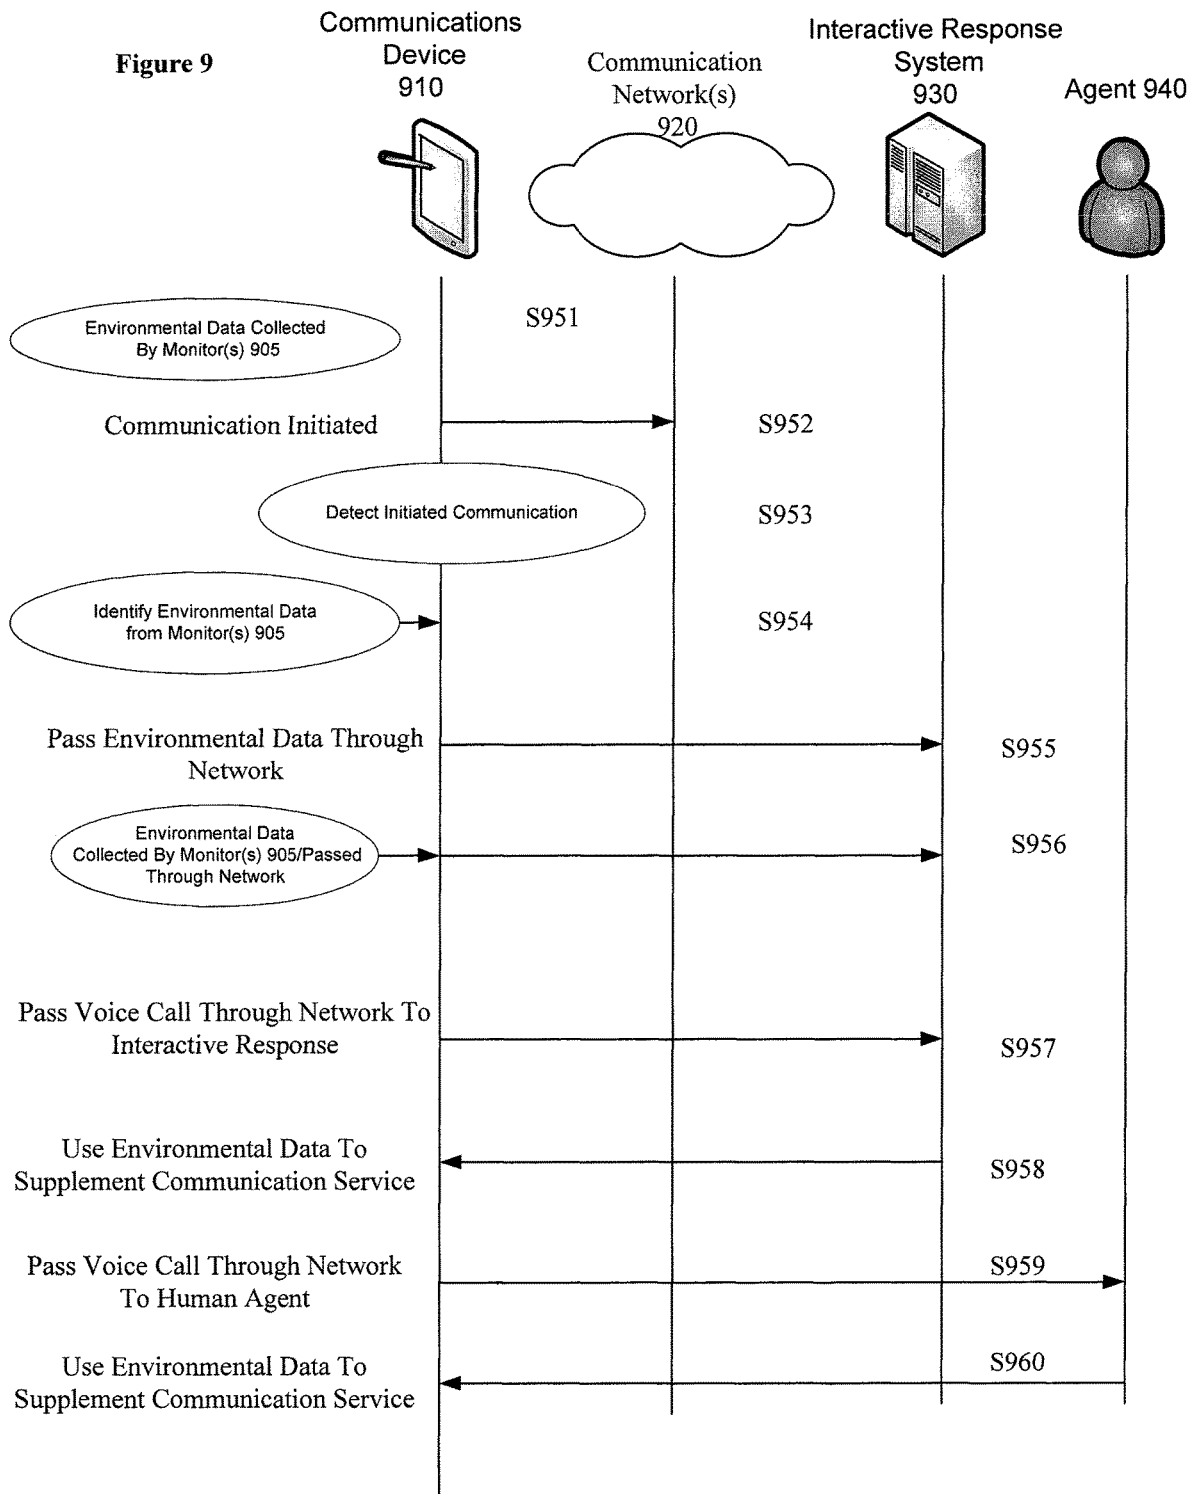 Figure 9
Communications
Device
910
Communication
Network(s)
920
Interactive Response
System
930
Agent 940
Environmental Data Collected
By Monitor(s) 905
S951
Communication Initiated
S952
Detect Initiated Communication
S953
Identify Environmental Data
from Monitor(s) 905
S954
Pass Environmental Data Through
Network
S955
Environmental Data
Collected By Monitor(s) 905/Passed
Through Network
S956
Pass Voice Call Through Network To
Interactive Response
S957
Use Environmental Data To
Supplement Communication Service
S958
Pass Voice Call Through Network
To Human Agent
S959
Use Environmental Data To
Supplement Communication Service
S960